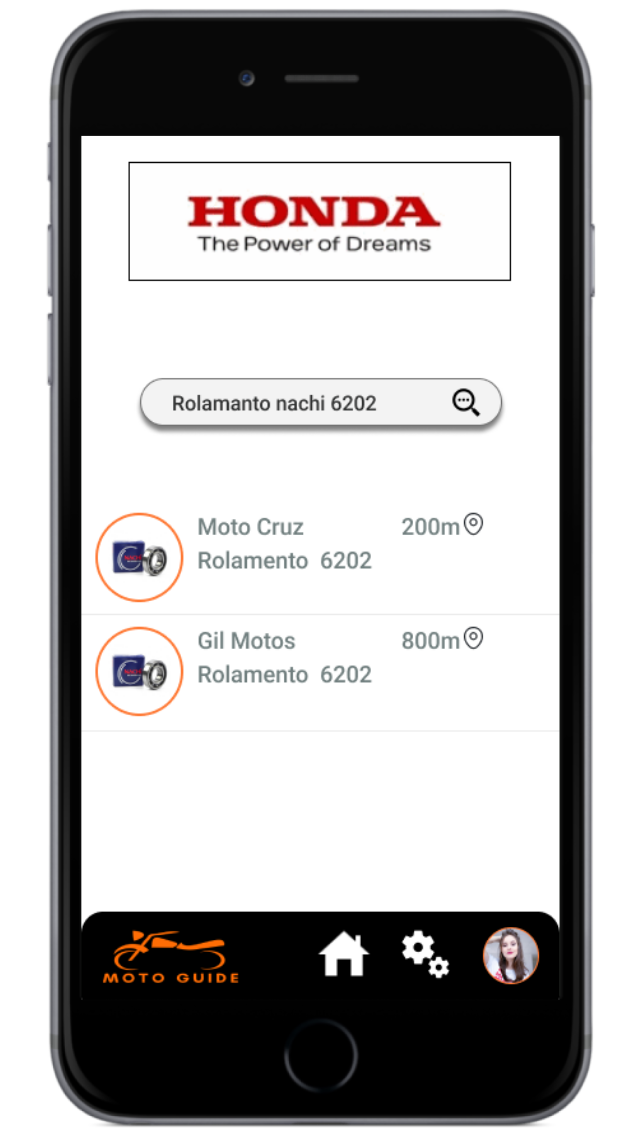 HONDA
The Power of Dreams
Rolamanto nachi 6202
Moto Cruz 200m
Rolamento 6202
Gil Motos 800m
Rolamento 6202
MOTO GUIDE